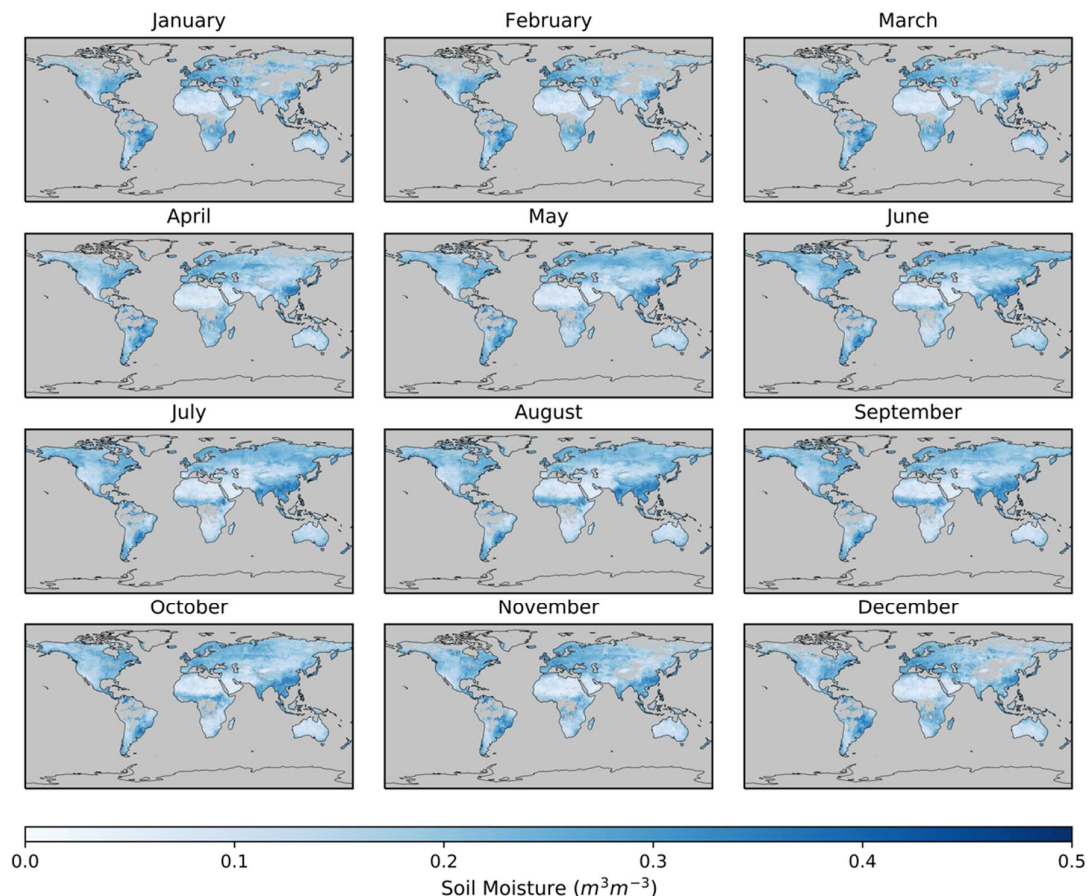 January February March
April May June
July August September
October November December
0.0 0.1 0.2 0.3 0.4 0.5
Soil Moisture (m³m⁻³)